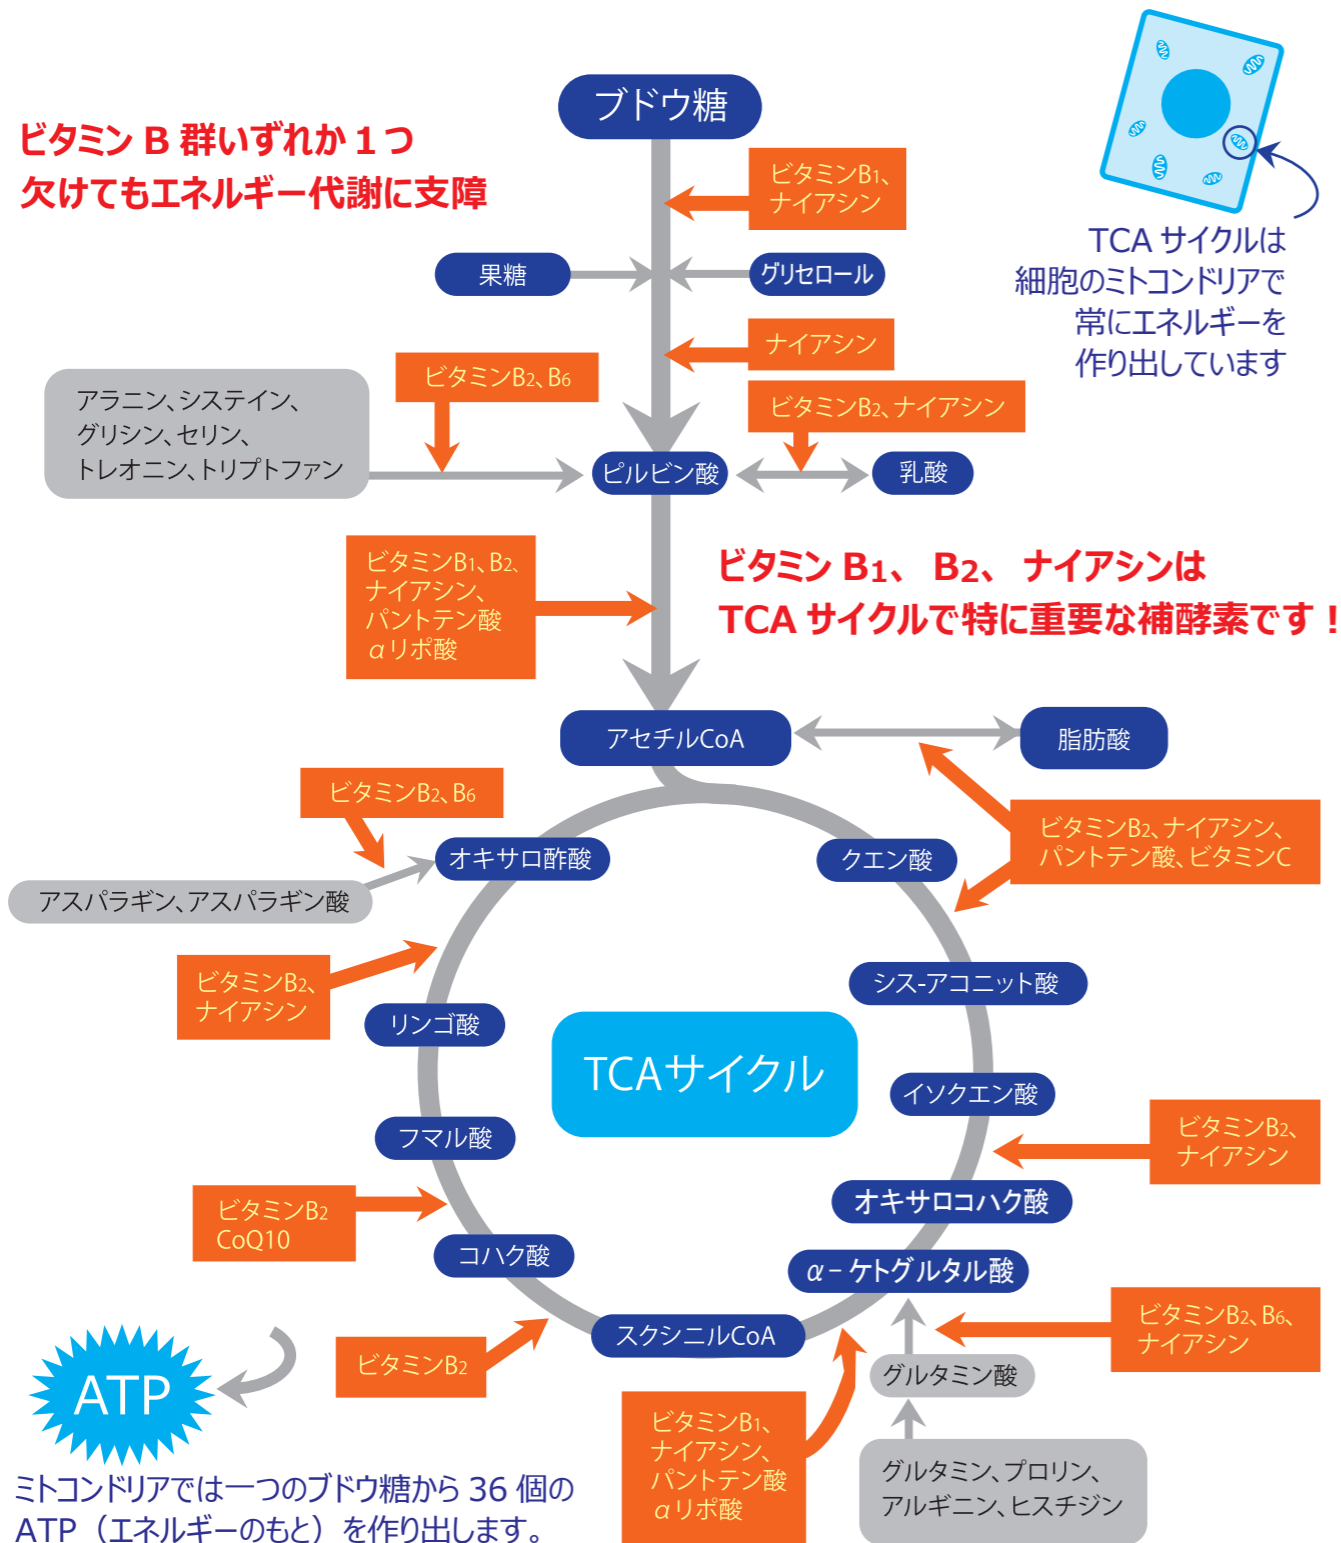 ブドウ糖
ビタミン B 群いずれか 1 つ
欠けてもエネルギー代謝に支障
ビタミンB1、
ナイアシン
TCA サイクルは
細胞のミトコンドリアで
常にエネルギーを
作り出しています
果糖
グリセロール
ナイアシン
ビタミンB2、B6
ビタミンB2、ナイアシン
アラニン、システイン、
グリシン、セリン、
トレオニン、トリプトファン
ピルビン酸
乳酸
ビタミンB1、B2、
ナイアシン、
パントテン酸
αリポ酸
ビタミン B1、 B2、 ナイアシンは
TCA サイクルで特に重要な補酵素です！
アセチルCoA
脂肪酸
ビタミンB2、B6
ビタミンB2、ナイアシン、
パントテン酸、ビタミンC
オキサロ酢酸
クエン酸
アスパラギン、アスパラギン酸
ビタミンB2、
ナイアシン
シス-アコニット酸
リンゴ酸
TCAサイクル
イソクエン酸
フマル酸
ビタミンB2、
ナイアシン
ビタミンB2
CoQ10
オキサロコハク酸
コハク酸
α－ケトグルタル酸
ビタミンB2、B6、
ナイアシン
スクシニルCoA
ビタミンB2
グルタミン酸
ATP
ビタミンB1、
ナイアシン、
パントテン酸
αリポ酸
グルタミン、プロリン、
アルギニン、ヒスチジン
ミトコンドリアでは一つのブドウ糖から 36 個の
ATP（エネルギーのもと）を作り出します。